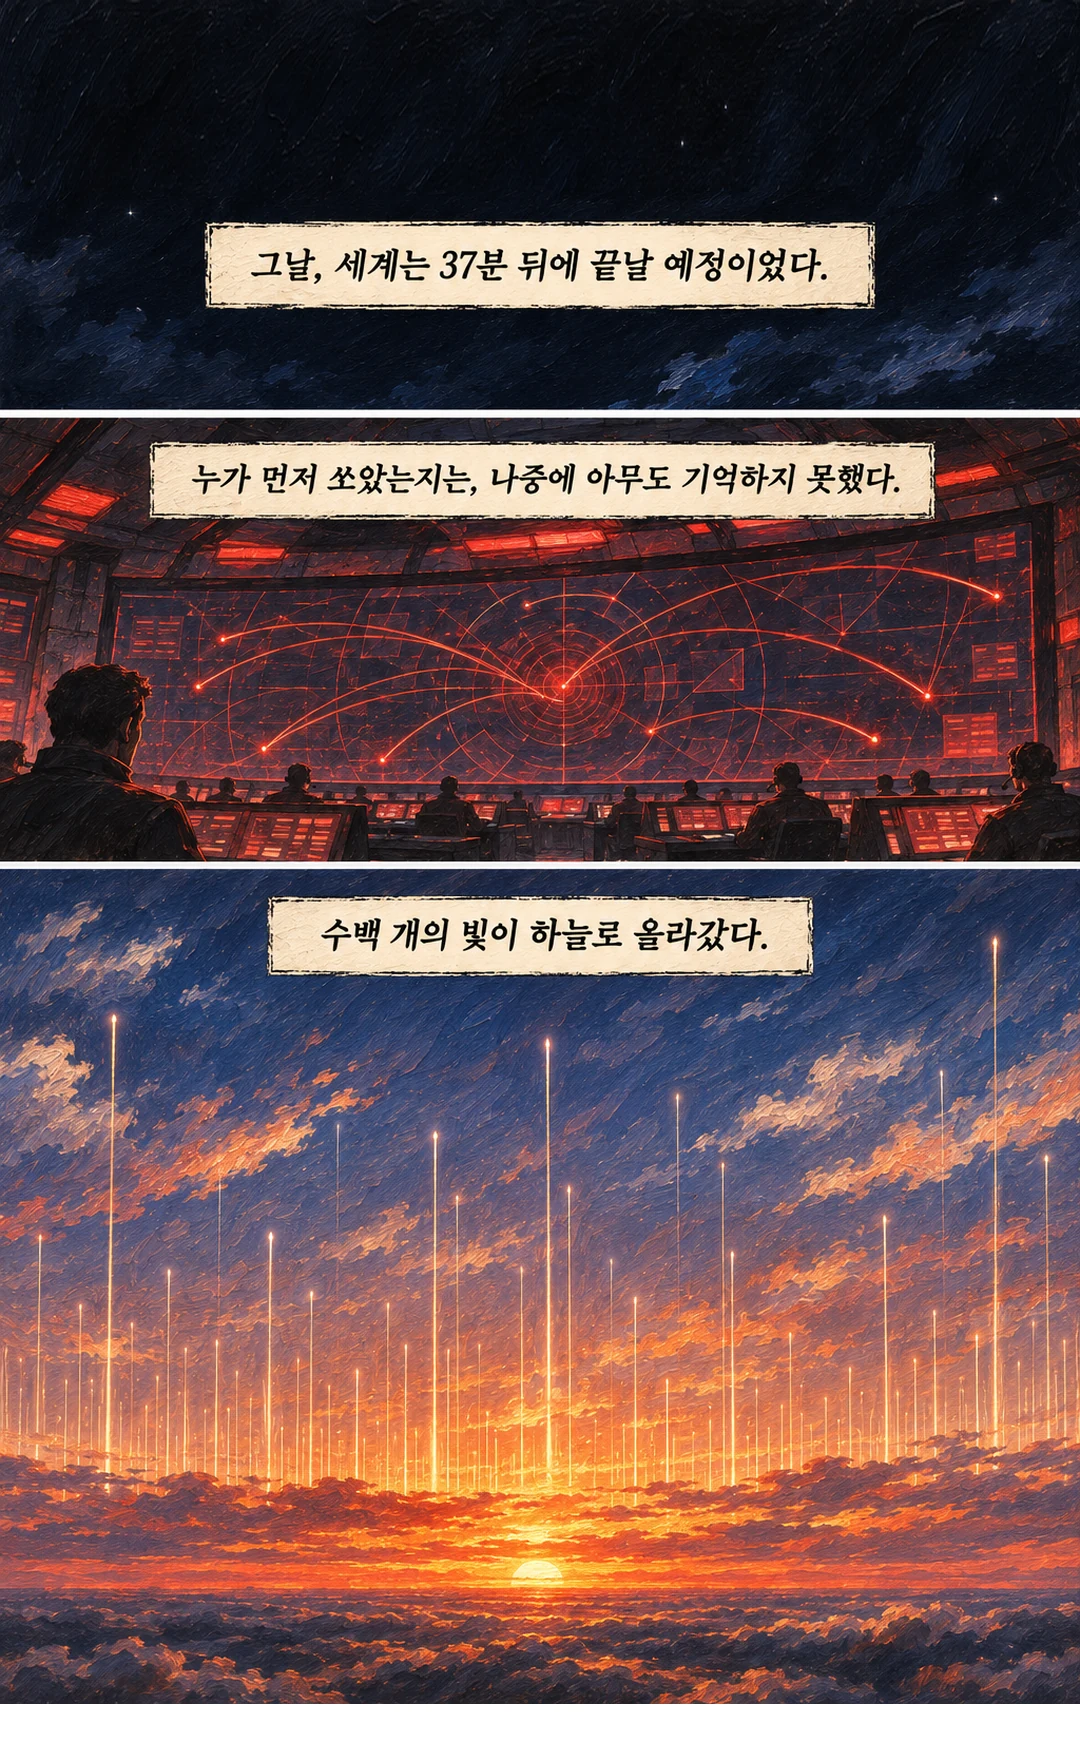 그날, 세계는 37분 뒤에 끝날 예정이었다.
누가 먼저 쏘았는지는, 나중에 아무도 기억하지 못했다.
수백 개의 빛이 하늘로 올라갔다.